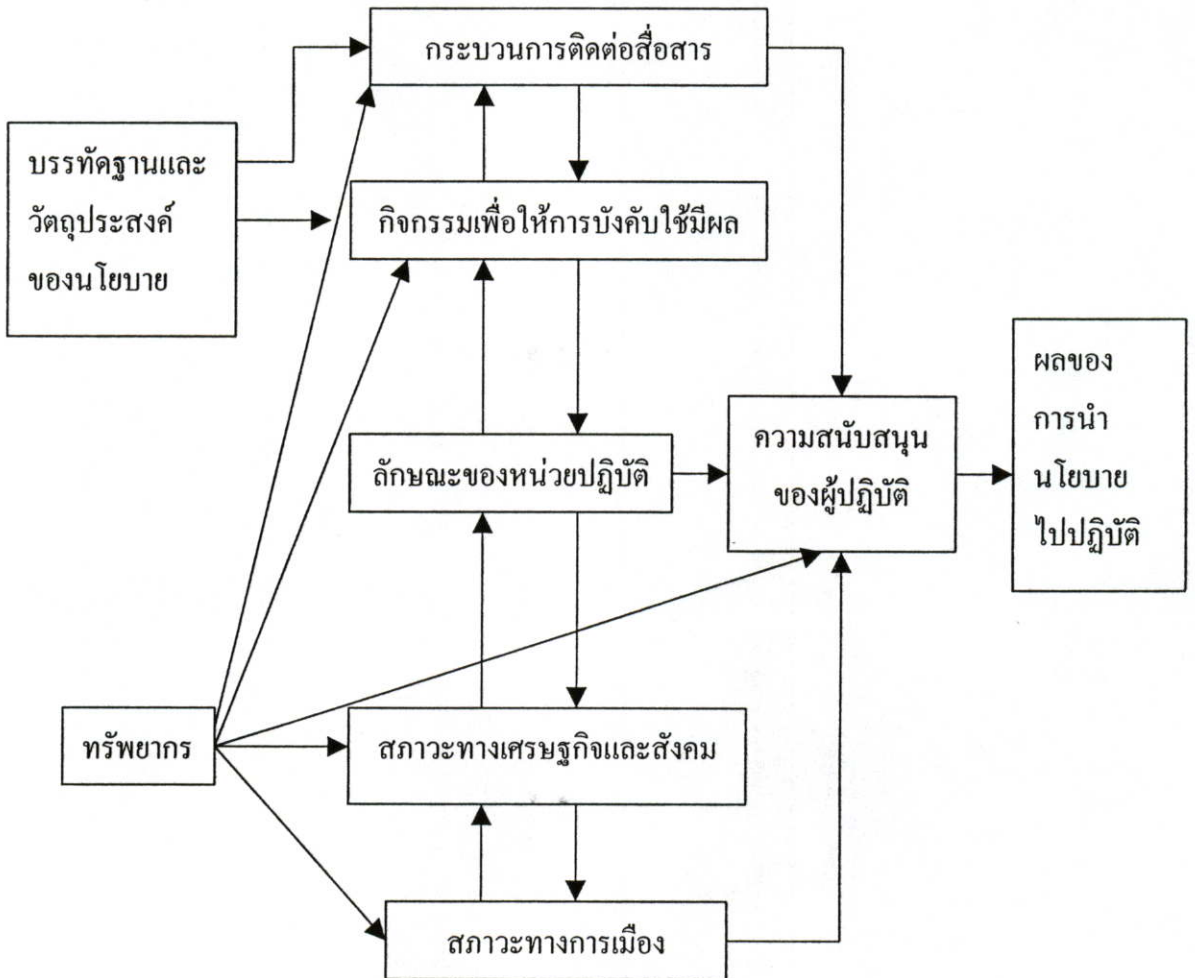 กระบวนการติดต่อสื่อสาร
บรรทัดฐานและ
วัตถุประสงค์
ของนโยบาย
กิจกรรมเพื่อให้การบังคับใช้มีผล
ลักษณะของหน่วยปฏิบัติ
ความสนับสนุน
ของผู้ปฏิบัติ
ผลของ
การนำ
นโยบาย
ไปปฏิบัติ
ทรัพยากร
สภาวะทางเศรษฐกิจและสังคม
สภาวะทางการเมือง